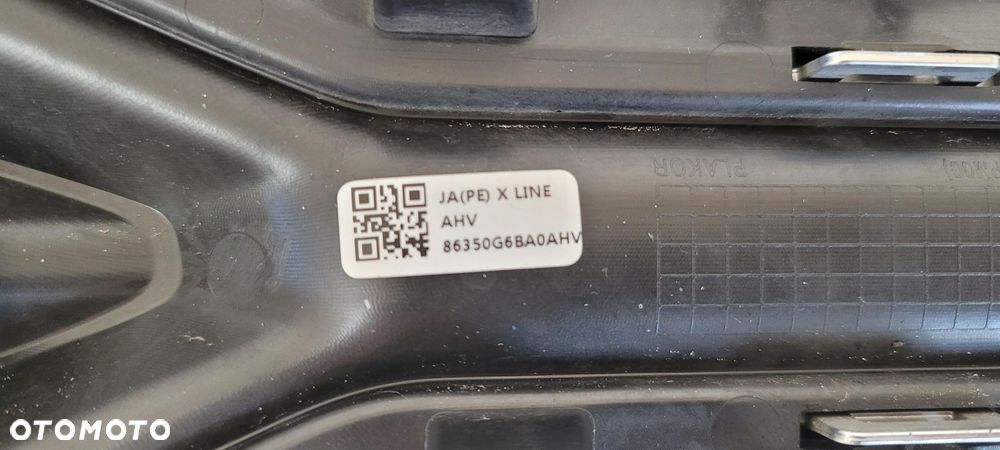 JA(PE) X LINE
AHV
86350G6BA0AHV
PLAKOR
OTOMOTO